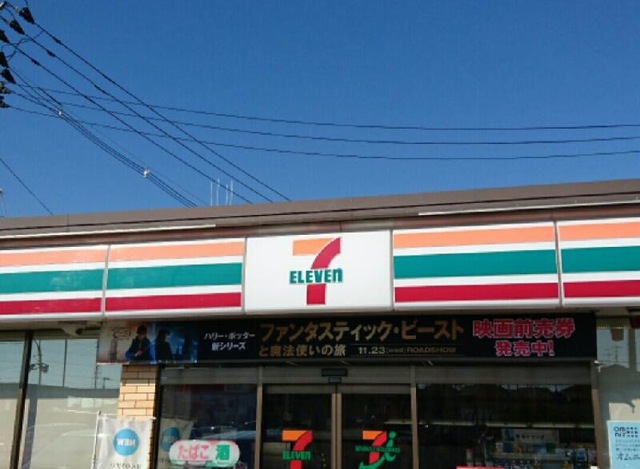 7
ELEVEn
ハリー・ポッター
新シリーズ
ファンタスティック・ビースト
と魔法使いの旅
11.23
ROADSHOW
映画前売券
発売中!
7
ELEVEn
たばこ
酒